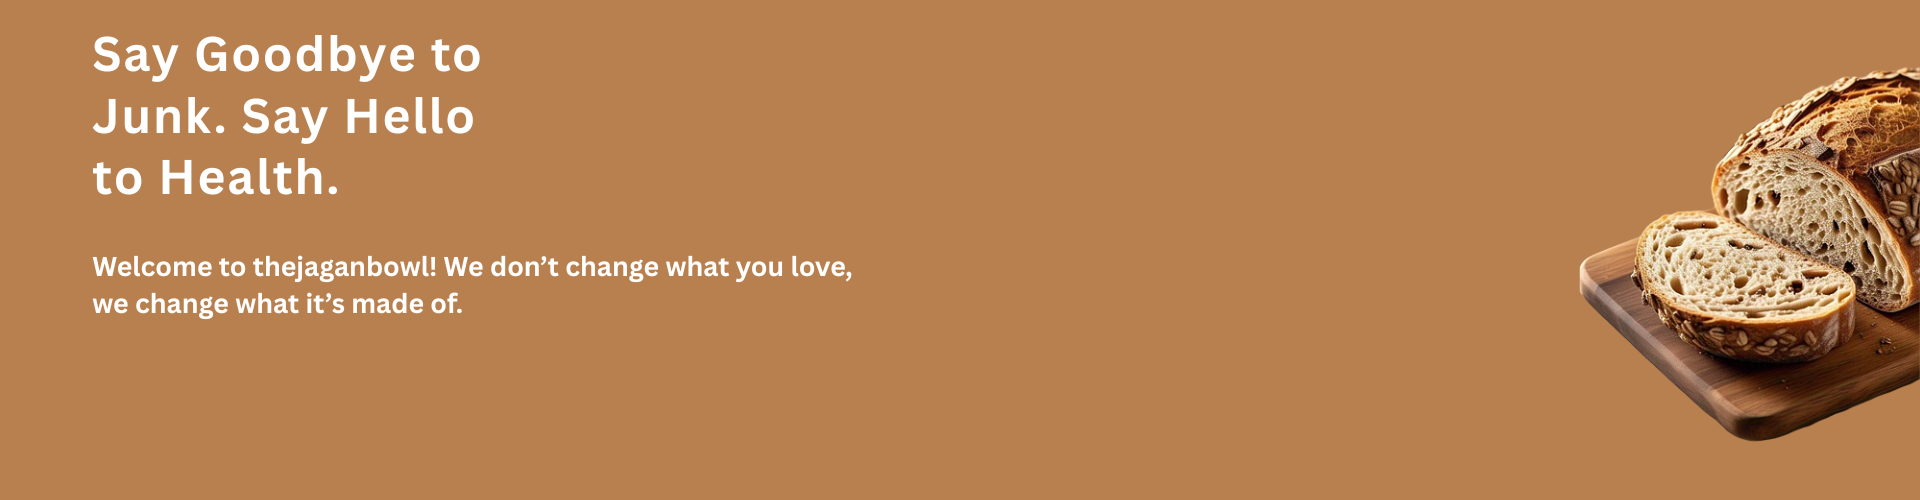 Say Goodbye to
Junk. Say Hello
to Health.
Welcome to thejaganbowl! We don’t change what you love,
we change what it’s made of.